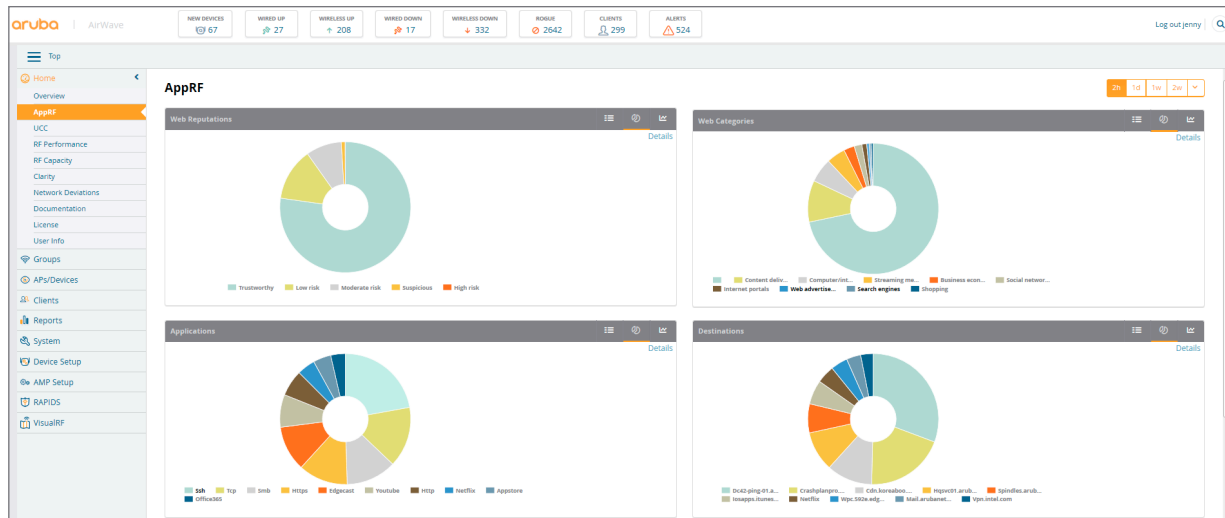 aruba AirWave
NEW DEVICES
67
WIRED UP
27
WIRELESS UP
208
WIRED DOWN
17
WIRELESS DOWN
332
ROGUE
2642
CLIENTS
299
ALERTS
524
Log out jenny
Top
Home
Overview
AppRF
UCC
RF Performance
RF Capacity
Clarity
Network Deviations
Documentation
License
User Info
Groups
APs/Devices
Clients
Reports
System
Device Setup
AMP Setup
RAPIDS
VisualRF
AppRF
2h 1d 1w 2w
Web Reputations
Details
Trustworthy Low risk Moderate risk Suspicious High risk
Web Categories
Details
Content deliv... Computer/int... Streaming me... Business econ... Social networ...
Internet portals Web advertise... Search engines Shopping
Applications
Details
Ssh Tcp Smb Https Edgecast Youtube Http Netflix Appstore
Office365
Destinations
Details
Dc42-ping-01.a... Crashplanpro.... Cdn.koreaboo.... Hqsvc01.arub... Spindles.arub...
Iosapps.itunes... Netflix Wpc.592e.edg... Mail.arubanet... Vpn.intel.com